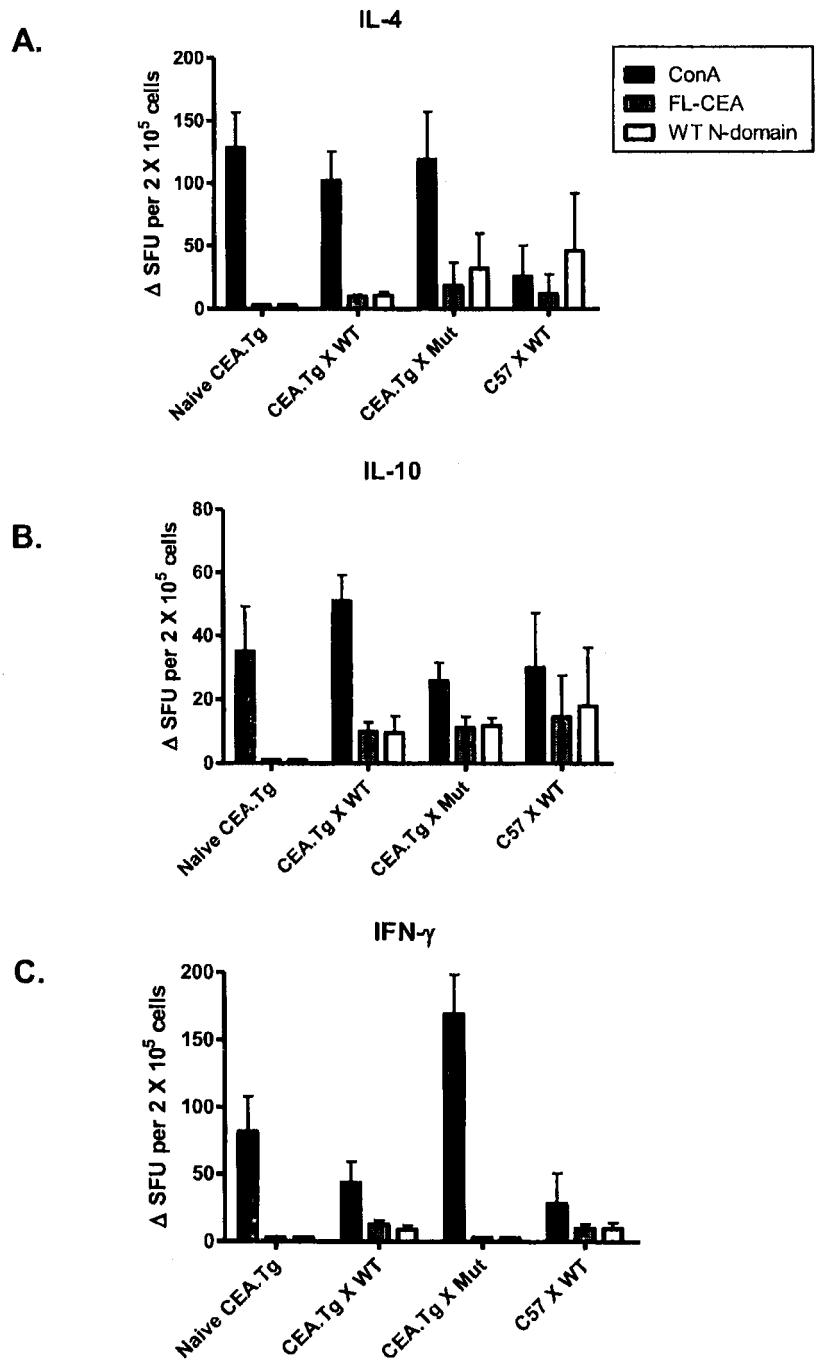 A.
IL-4
ConA
FL-CEA
WT N-domain
Δ SFU per 2 X 10⁵ cells
200
150
100
50
0
Naive CEA.Tg
CEA.Tg X WT
CEA.Tg X Mut
C57 X WT
B.
IL-10
Δ SFU per 2 X 10⁵ cells
80
60
40
20
0
Naive CEA.Tg
CEA.Tg X WT
CEA.Tg X Mut
C57 X WT
C.
IFN-γ
Δ SFU per 2 X 10⁵ cells
200
150
100
50
0
Naive CEA.Tg
CEA.Tg X WT
CEA.Tg X Mut
C57 X WT